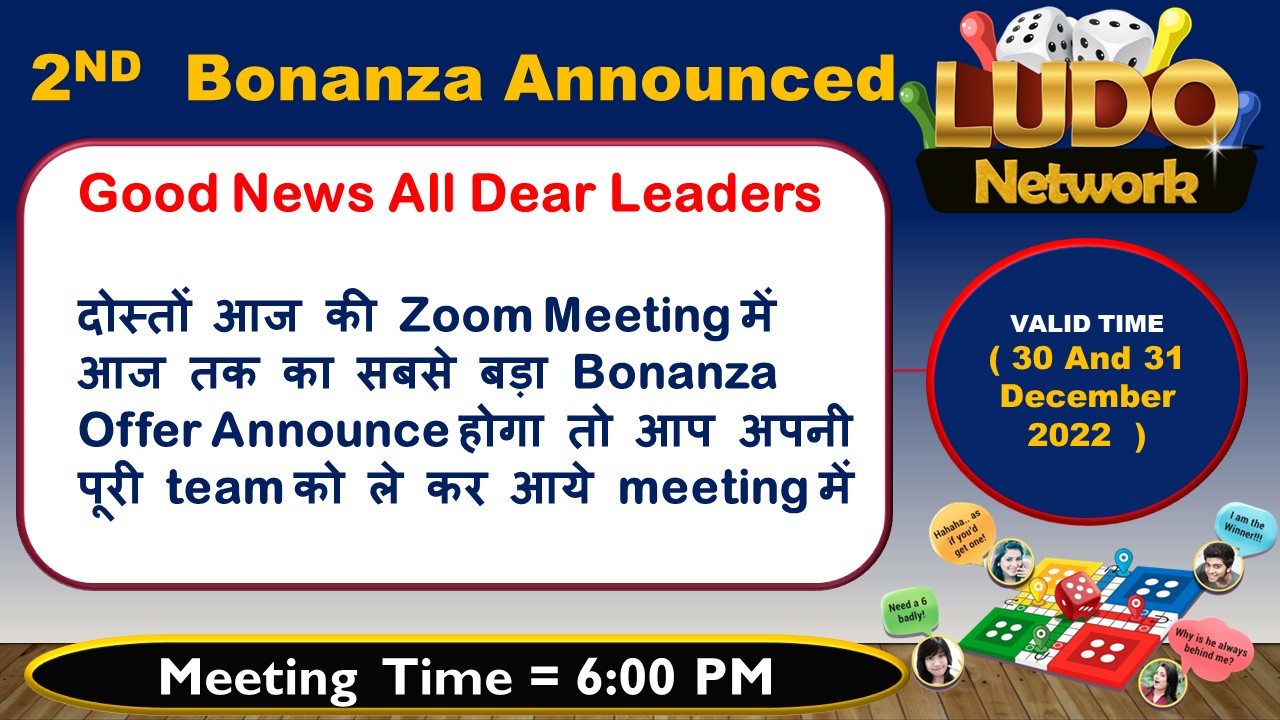 2ND Bonanza Announced
LUDO
Network
Good News All Dear Leaders
दोस्तों आज की Zoom Meeting में
आज तक का सबसे बड़ा Bonanza
Offer Announce होगा तो आप अपनी
पूरी team को ले कर आये meeting में
VALID TIME
( 30 And 31
December
2022 )
Hahaha.. as
if you'd
get one!
I am the
Winner!!!
Need a 6
badly!
Why is he always
behind me?
Meeting Time = 6:00 PM